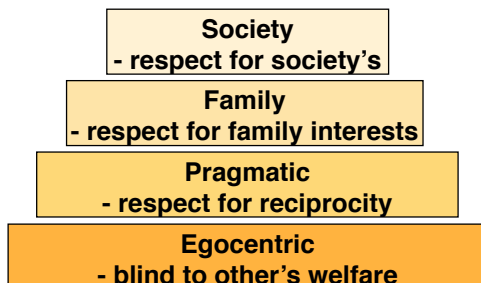 Society
- respect for society's
Family
- respect for family interests
Pragmatic
- respect for reciprocity
Egocentric
- blind to other's welfare